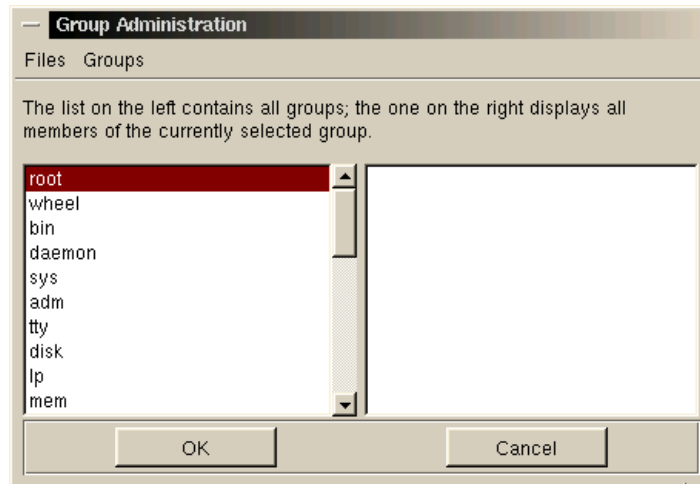 Group Administration
Files Groups
The list on the left contains all groups; the one on the right displays all
members of the currently selected group.
root
wheel
bin
daemon
sys
adm
tty
disk
lp
mem
OK Cancel